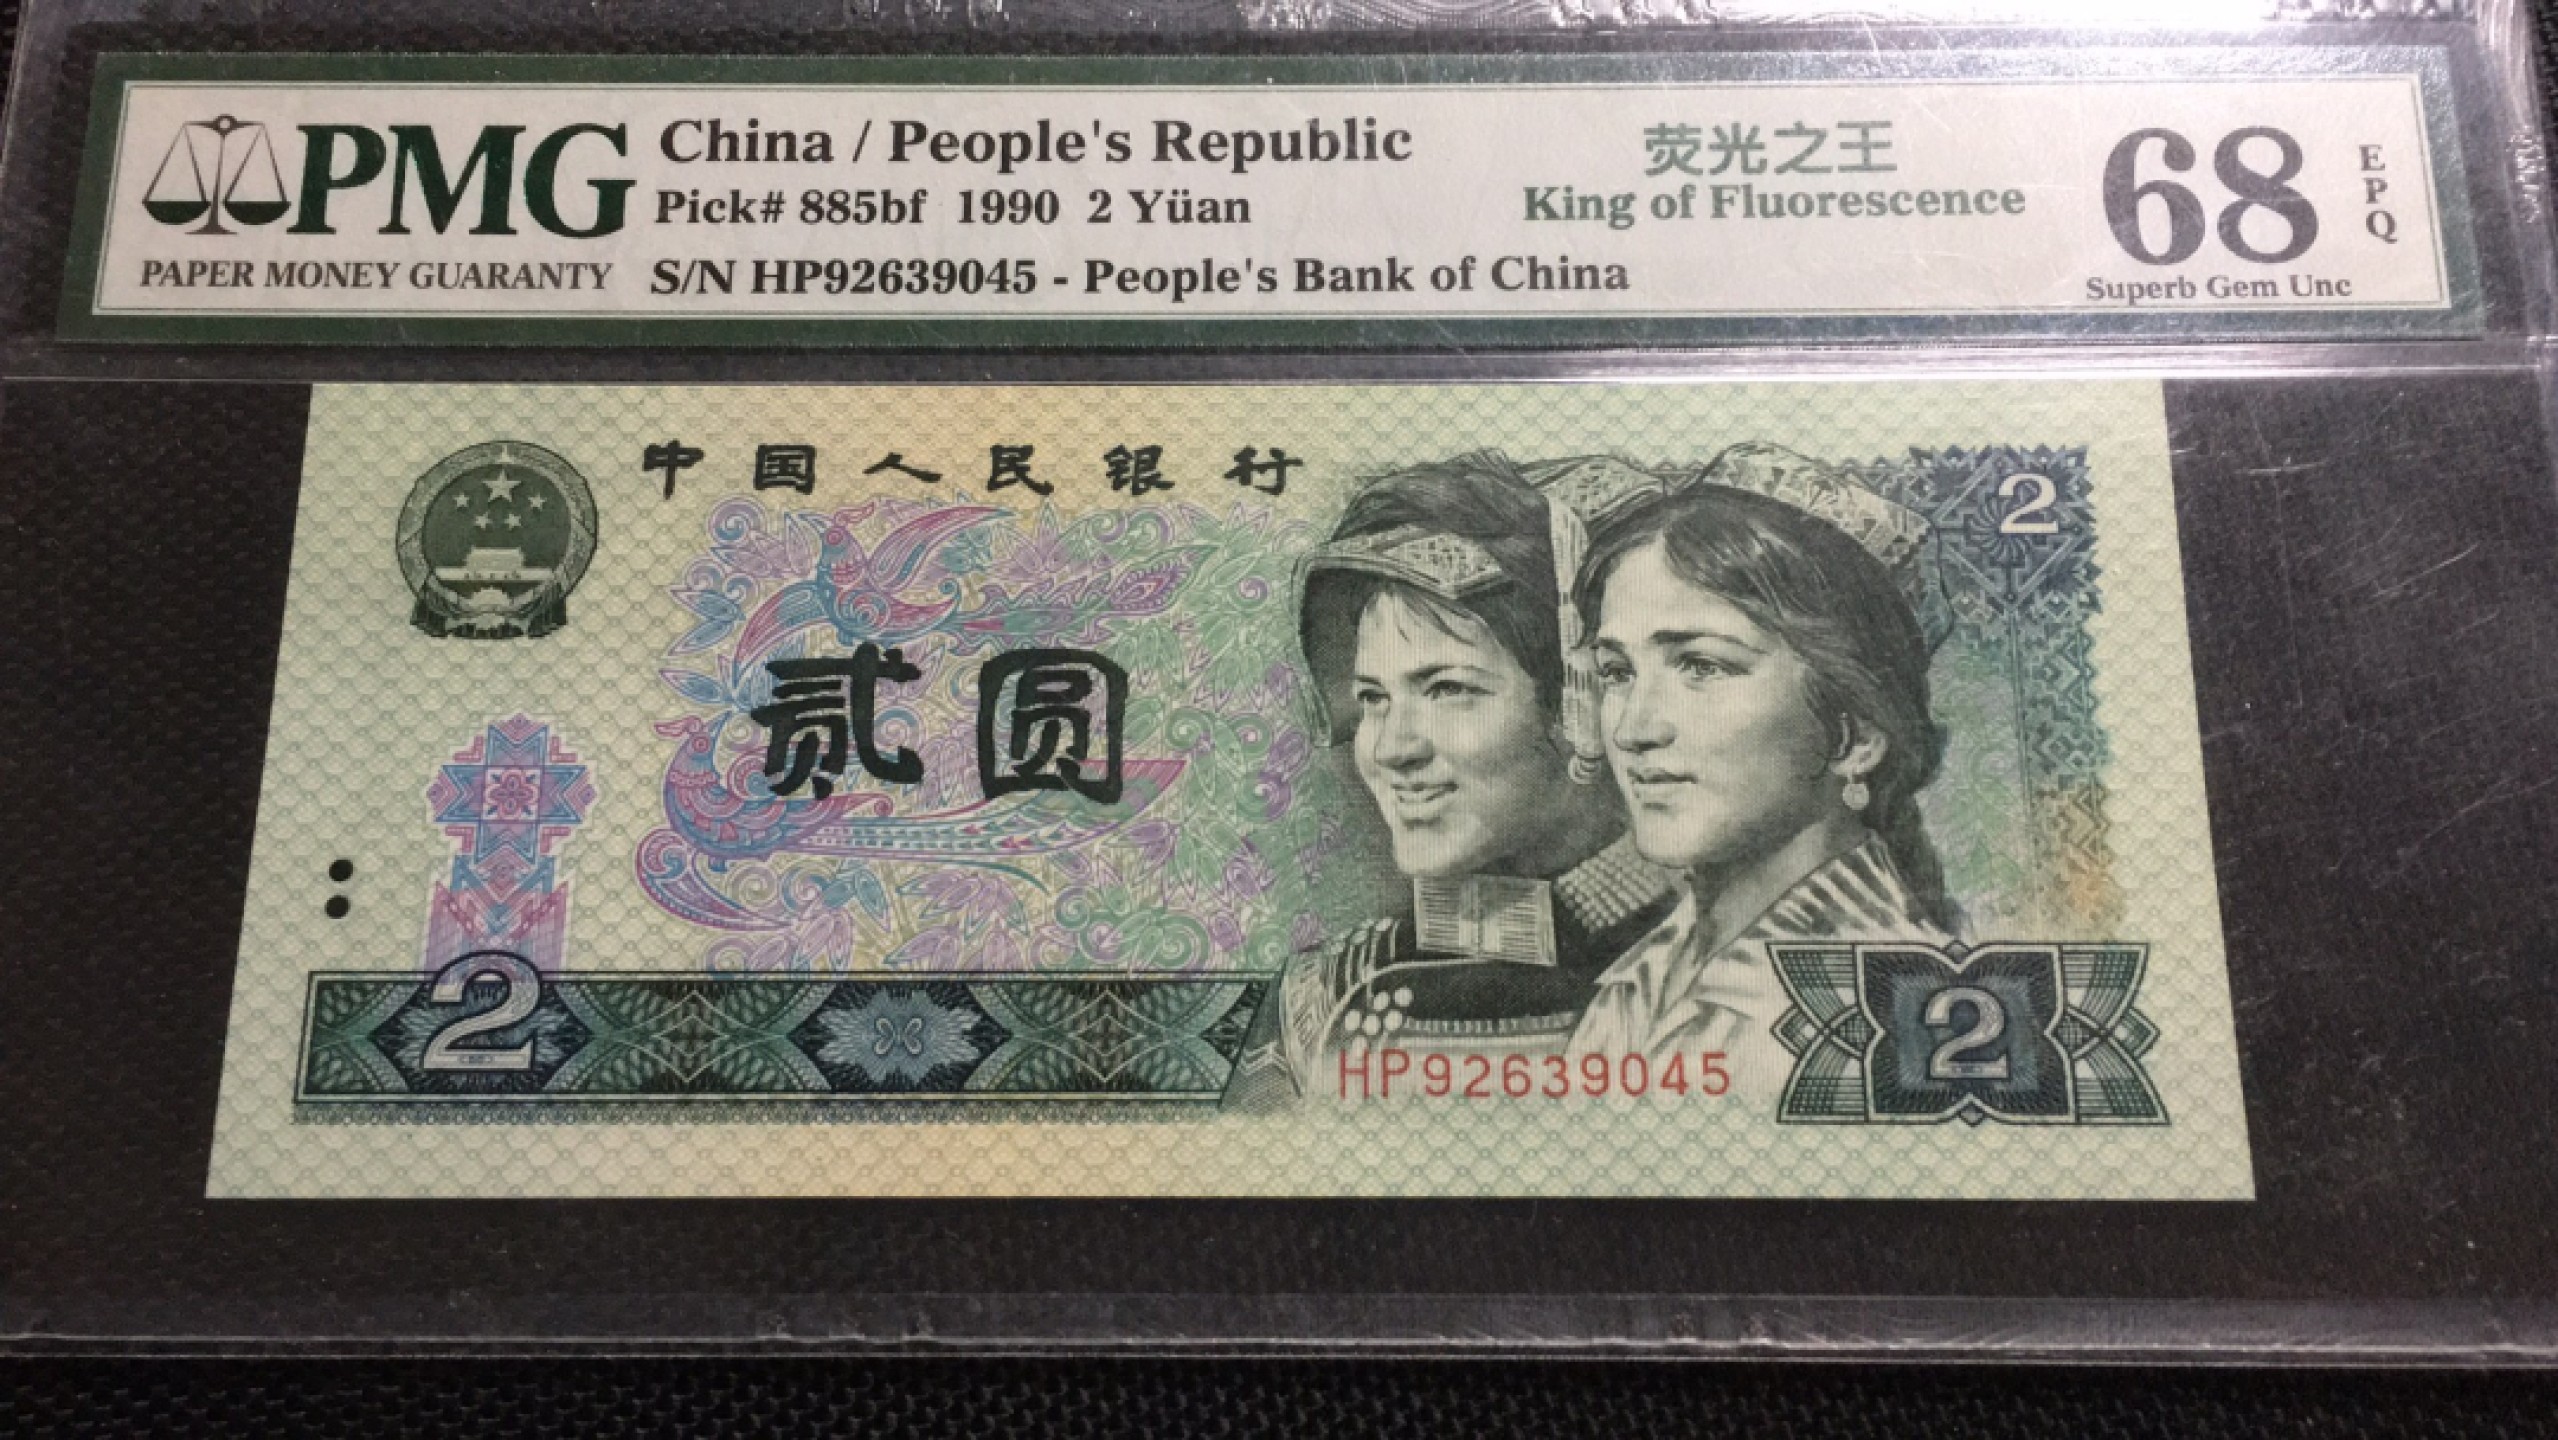 PMG
PAPER MONEY GUARANTY
China / People's Republic
Pick# 885bf 1990 2 Yüan
S/N HP92639045 - People's Bank of China
荧光之王
King of Fluorescence
68
EPQ
Superb Gem Unc
中国人民银行
2
贰圆
2
HP92639045
2